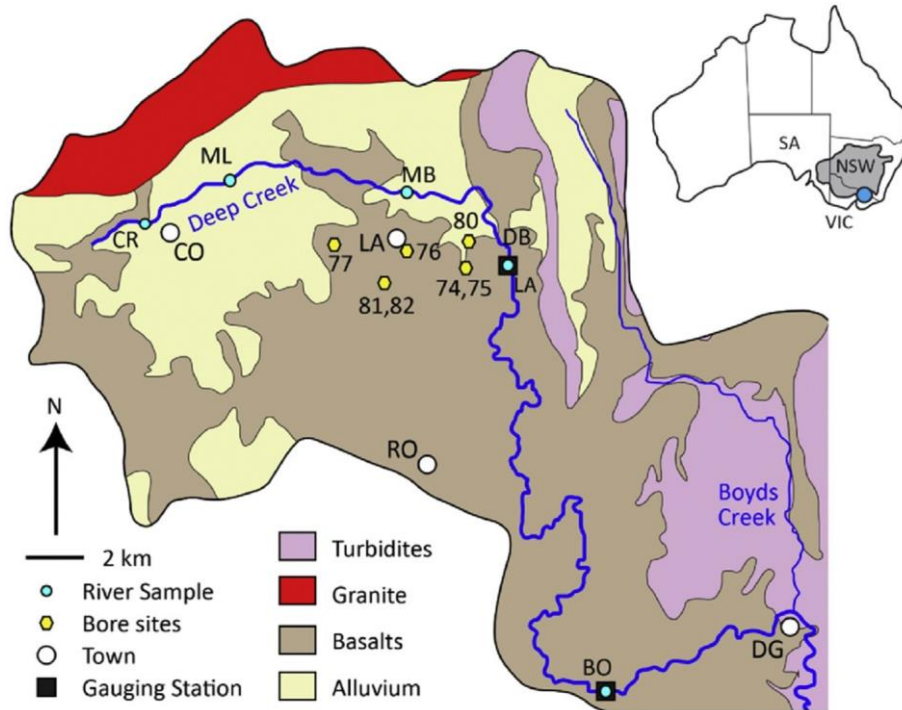 SA
NSW
VIC
ML
MB
Deep Creek
CR
CO
LA
80
DB
77
76
LA
81,82
74,75
N
RO
Boyds
Creek
2 km
River Sample
Bore sites
Town
Gauging Station
Turbidites
Granite
Basalts
Alluvium
BO
DG